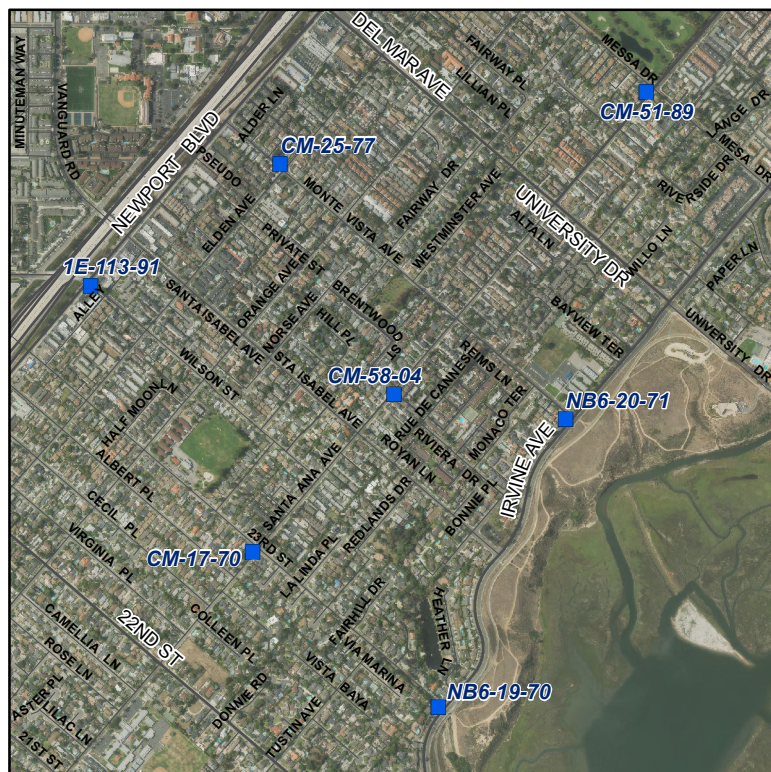 MINUTEMAN WAY
VANGUARD RD
NEWPORT BLVD
ALDER LN
PSEUDO
DEL MAR AVE
FAIRWAY PL
LILLIAN PL
MESSA DR
CM-51-89
LANGE DR
MESA DR
RIVERSIDE DR
CM-25-77
ELDEN AVE
MONTE VISTA AVE
FAIRWAY DR
WESTMINSTER AVE
UNIVERSITY DR
ALTA LN
WILLO LN
PAPER LN
1E-113-91
ALLEY
PRIVATE ST
ORANGE AVE
SANTA ISABEL AVE
NORSE AVE
HILL PL
BRENTWOOD ST
BAYVIEW TER
UNIVERSITY DR
WILSON ST
STA ISABEL AVE
CM-58-04
REIMS LN
RUE DE CANNES
MONACO TER
NB6-20-71
HALF MOON LN
ROYAN LN
RIVIERA DR
IRVINE AVE
ALBERT PL
SANTA ANA AVE
REDLANDS DR
BONNIE PL
CECIL PL
23RD ST
CM-17-70
LA LINDA PL
VIRGINIA PL
FAIRHILL DR
HEATHER LN
22ND ST
COLLEEN PL
CAMELLIA LN
VIA MARINA
ROSE LN
VISTA BAYA
DONNIE RD
TUSTIN AVE
NB6-19-70
ASTER PL
LILAC LN
21ST ST